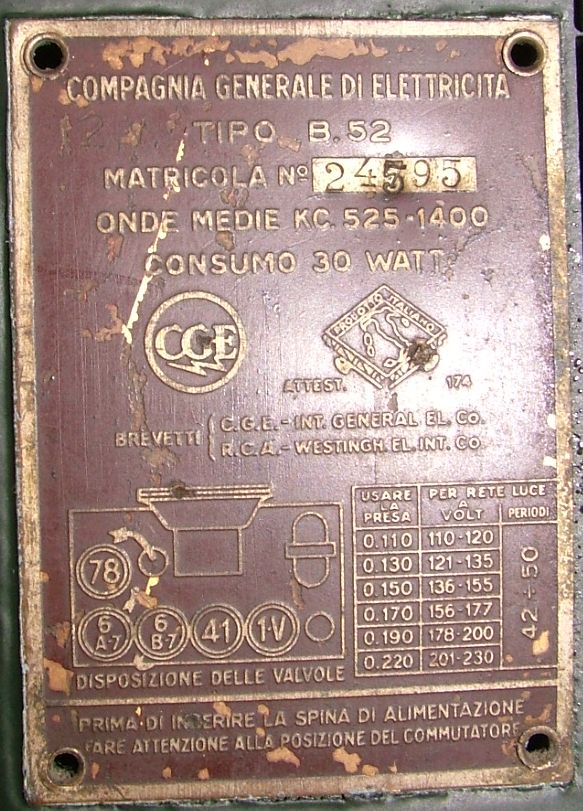 COMPAGNIA GENERALE DI ELETTRICITA
TIPO B.52
MATRICOLA Nº 24595
ONDE MEDIE KC. 525-1400
CONSUMO 30 WATT
CGE
PRODOTTO ITALIANO
ATTEST. 174
BREVETTI
C.G.E.- INT. GENERAL EL. Co.
R.C.A.- WESTINGH. EL. INT. Co
USARE LA PRESA
PER RETE LUCE
A VOLT PERIODI
0.110 110-120
0.130 121-135
0.150 136-155
0.170 156-177
0.190 178-200
0.220 201-230
42÷50
78
6 A-7 6 B-7 41 1-V
DISPOSIZIONE DELLE VALVOLE
PRIMA DI INSERIRE LA SPINA DI ALIMENTAZIONE
FARE ATTENZIONE ALLA POSIZIONE DEL COMMUTATORE